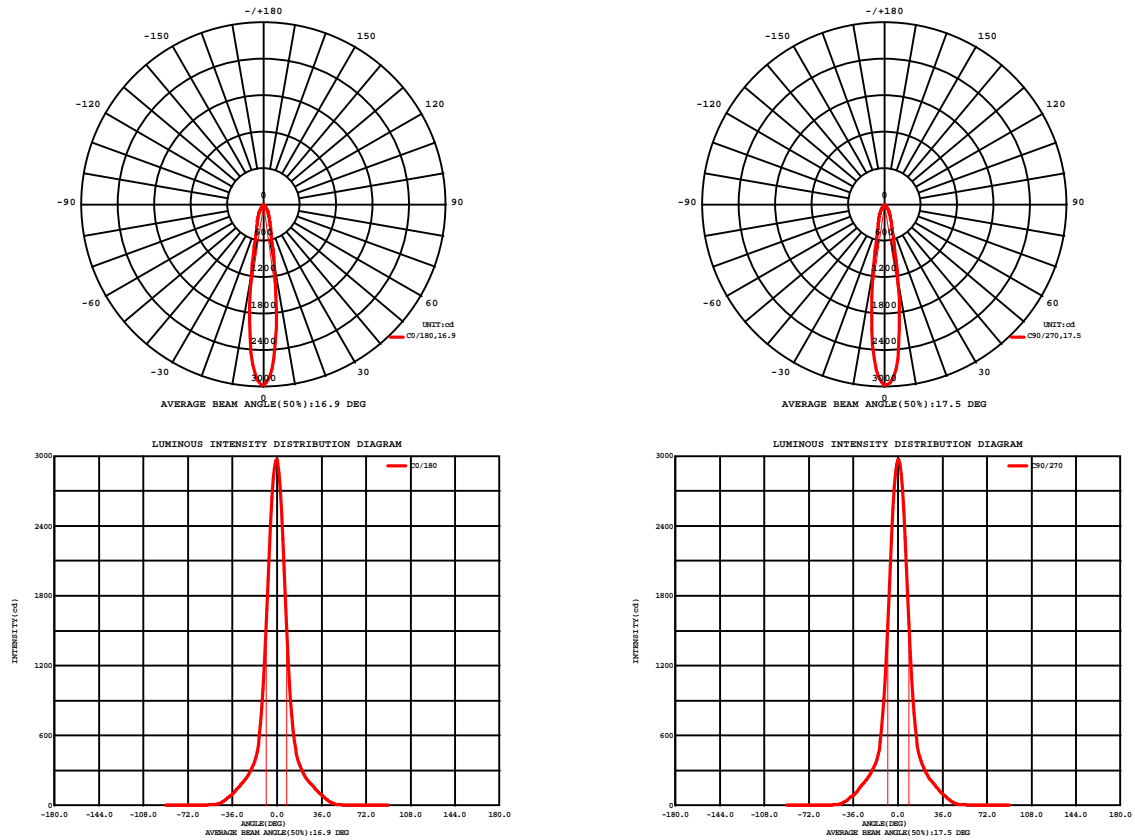 -/+180
-150 150
-120 120
-90 90
-60 60
-30 30
0
600
1200
1800
2400
3000
0
UNIT:cd
C0/180,16.9
AVERAGE BEAM ANGLE(50%):16.9 DEG
-/+180
-150 150
-120 120
-90 90
-60 60
-30 30
0
600
1200
1800
2400
3000
0
UNIT:cd
C90/270,17.5
AVERAGE BEAM ANGLE(50%):17.5 DEG
LUMINOUS INTENSITY DISTRIBUTION DIAGRAM
C0/180
INTENSITY(cd)
3000
2400
1800
1200
600
0
-180.0 -144.0 -108.0 -72.0 -36.0 0.0 36.0 72.0 108.0 144.0 180.0
ANGLE(DEG)
AVERAGE BEAM ANGLE(50%):16.9 DEG
LUMINOUS INTENSITY DISTRIBUTION DIAGRAM
C90/270
INTENSITY(cd)
3000
2400
1800
1200
600
0
-180.0 -144.0 -108.0 -72.0 -36.0 0.0 36.0 72.0 108.0 144.0 180.0
ANGLE(DEG)
AVERAGE BEAM ANGLE(50%):17.5 DEG